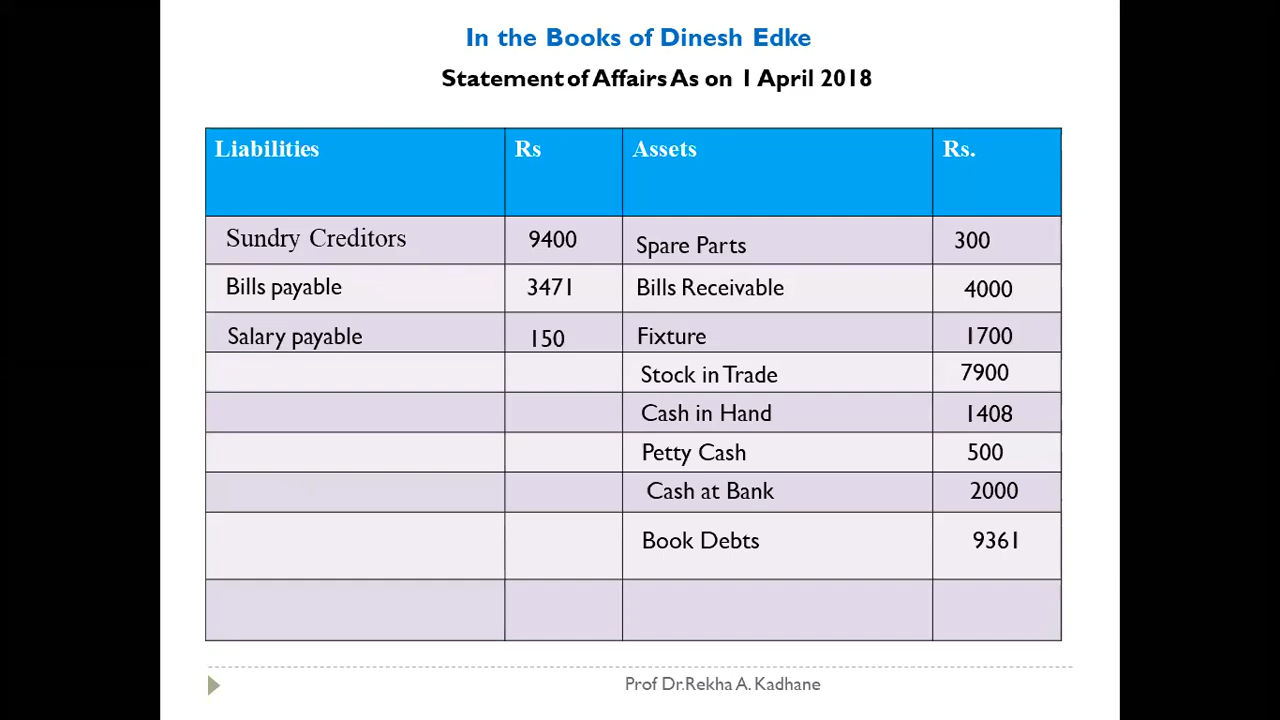 In the Books of Dinesh Edke
Statement of Affairs As on 1 April 2018
Liabilities Rs Assets Rs.
Sundry Creditors 9400 Spare Parts 300
Bills payable 3471 Bills Receivable 4000
Salary payable 150 Fixture 1700
Stock in Trade 7900
Cash in Hand 1408
Petty Cash 500
Cash at Bank 2000
Book Debts 9361
Prof Dr.Rekha A. Kadhane